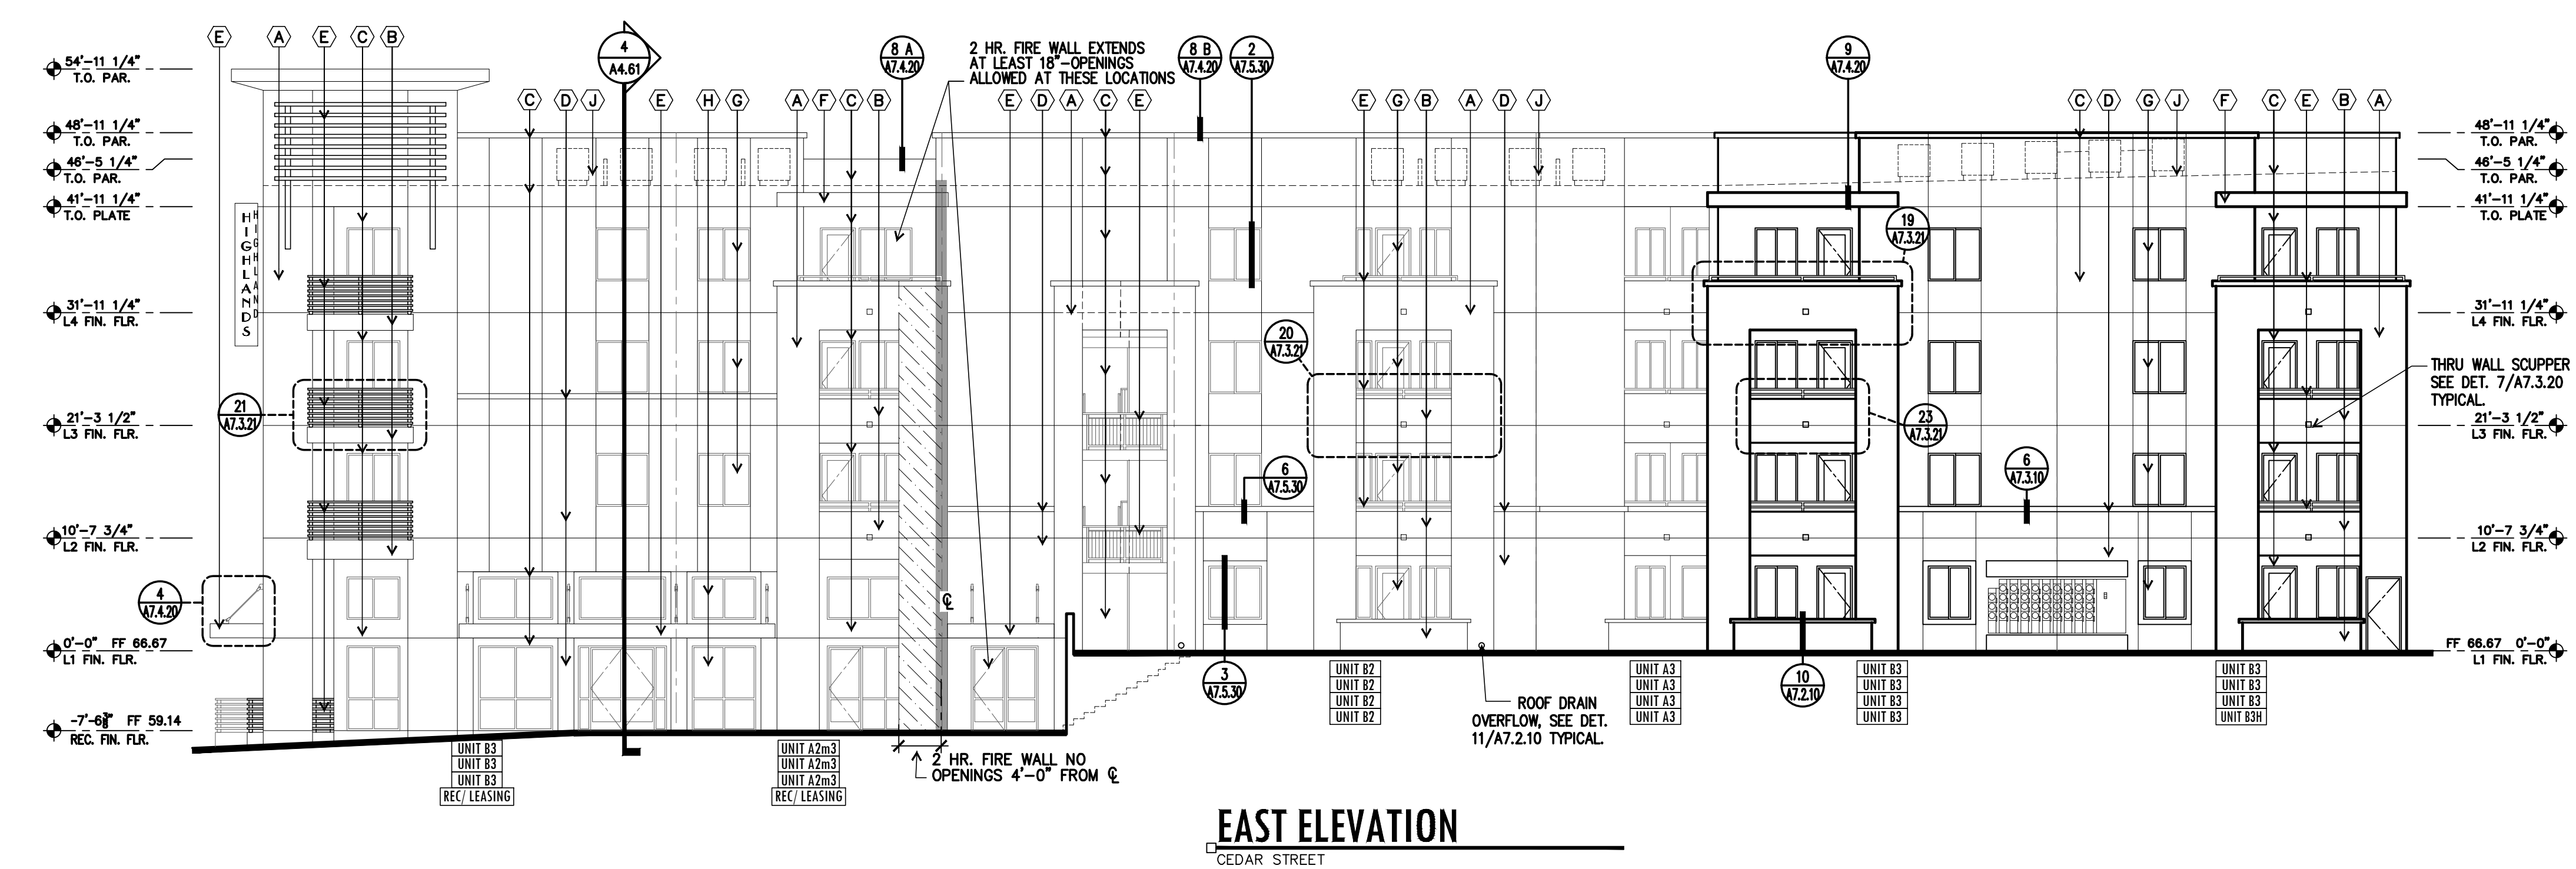 E A E C B
4
A4.61
8 A
A7.4.20
2 HR. FIRE WALL EXTENDS
AT LEAST 18"-OPENINGS
ALLOWED AT THESE LOCATIONS
8 B
A7.4.20
2
A7.5.30
9
A7.4.20
54'-11 1/4"
T.O. PAR.
C D J E H G A F C B E D A C E E G B A D J C D G J F C E B A
48'-11 1/4"
T.O. PAR.
46'-5 1/4"
T.O. PAR.
41'-11 1/4"
T.O. PLATE
48'-11 1/4"
T.O. PAR.
46'-5 1/4"
T.O. PAR.
41'-11 1/4"
T.O. PLATE
HIGHLANDS
HIGHLAND
19
A7.3.21
31'-11 1/4"
L4 FIN. FLR.
31'-11 1/4"
L4 FIN. FLR.
20
A7.3.21
THRU WALL SCUPPER
SEE DET. 7/A7.3.20
TYPICAL.
21
A7.3.21
21'-3 1/2"
L3 FIN. FLR.
23
A7.3.21
21'-3 1/2"
L3 FIN. FLR.
6
A7.5.30
6
A7.3.10
10'-7 3/4"
L2 FIN. FLR.
10'-7 3/4"
L2 FIN. FLR.
4
A7.4.20
℄
0'-0" FF 66.67
L1 FIN. FLR.
FF 66.67 0'-0"
L1 FIN. FLR.
3
A7.5.30
10
A7.2.10
UNIT B2
UNIT B2
UNIT B2
UNIT B2
UNIT A3
UNIT A3
UNIT A3
UNIT A3
UNIT B3
UNIT B3
UNIT B3
UNIT B3
UNIT B3
UNIT B3
UNIT B3
UNIT B3H
ROOF DRAIN
OVERFLOW, SEE DET.
11/A7.2.10 TYPICAL.
-7'-6⅜" FF 59.14
REC. FIN. FLR.
UNIT B3
UNIT B3
UNIT B3
REC/ LEASING
UNIT A2m3
UNIT A2m3
UNIT A2m3
REC/ LEASING
2 HR. FIRE WALL NO
OPENINGS 4'-0" FROM ℄
EAST ELEVATION
CEDAR STREET